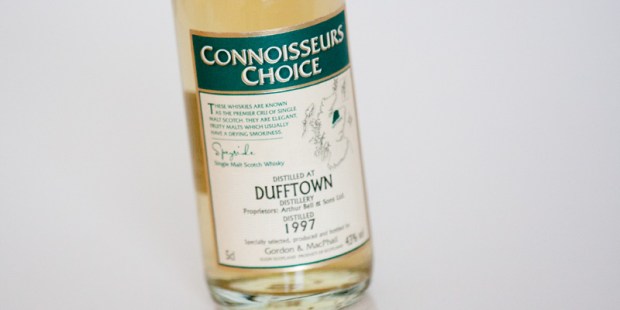 CONNOISSEURS
CHOICE
THESE WHISKIES ARE KNOWN
AS THE PREMIER CRU OF SINGLE
MALT SCOTCH. THEY ARE ELEGANT,
FRUITY MALTS WHICH USUALLY
HAVE A DRYING SMOKINESS.
Speyside
Single Malt Scotch Whisky
DISTILLED AT
DUFFTOWN
DISTILLERY
Proprietors: Arthur Bell & Sons Ltd.
DISTILLED
1997
Specially selected, produced and bottled by
5cl Gordon & MacPhail 43% vol